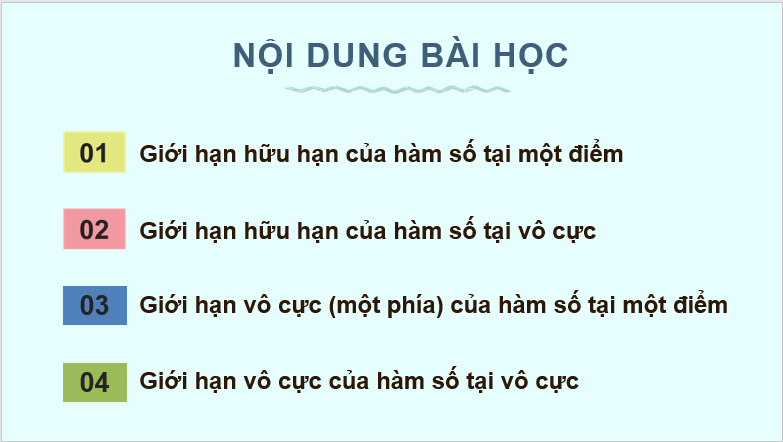 NỘI DUNG BÀI HỌC
01 Giới hạn hữu hạn của hàm số tại một điểm
02 Giới hạn hữu hạn của hàm số tại vô cực
03 Giới hạn vô cực (một phía) của hàm số tại một điểm
04 Giới hạn vô cực của hàm số tại vô cực